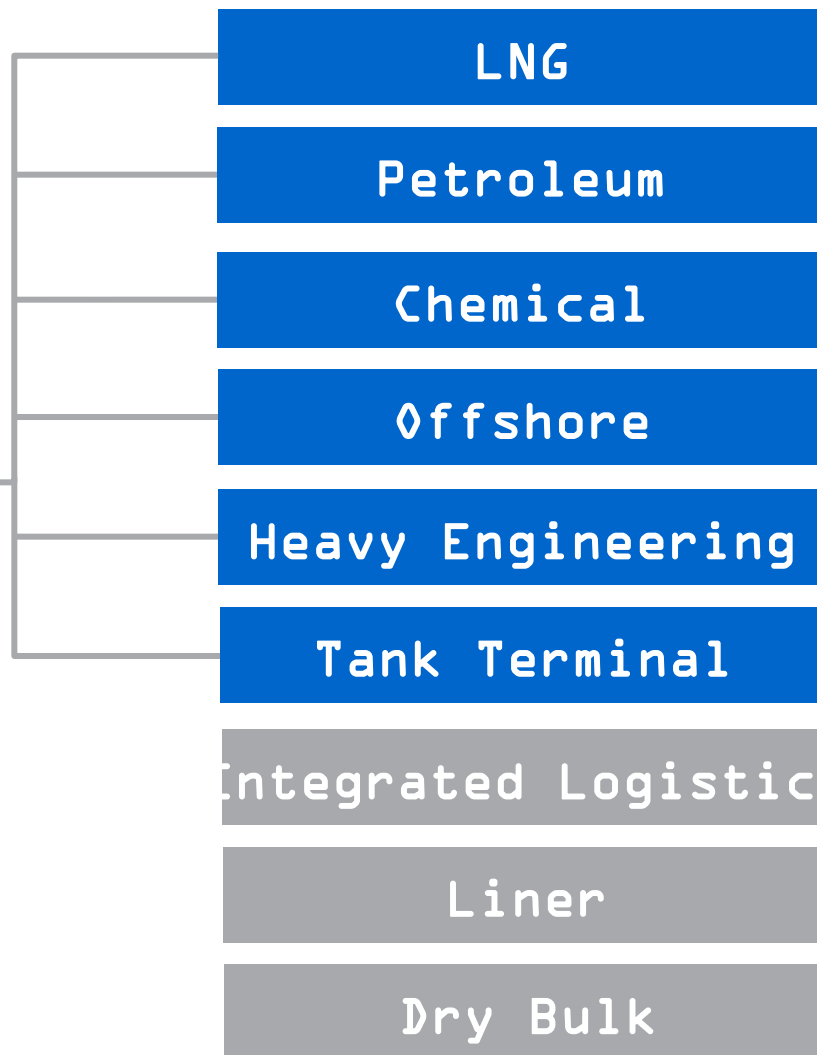 LNG
Petroleum
Chemical
Offshore
Heavy Engineering
Tank Terminal
Integrated Logistic
Liner
Dry Bulk